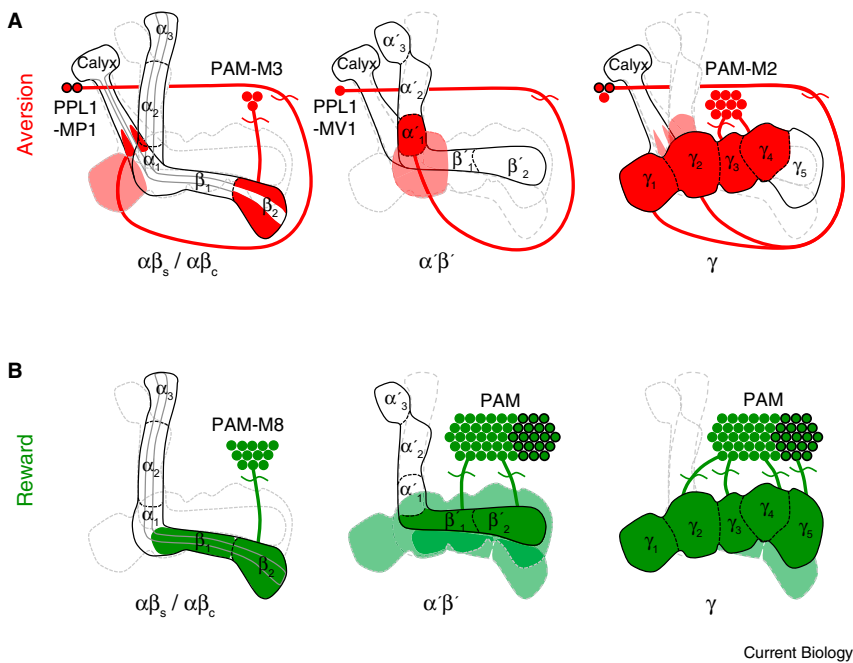 A
Aversion
Calyx
PPL1
-MP1
α3
α2
α1
β1
β2
PAM-M3
αβs / αβc
Calyx
PPL1
-MV1
α´3
α´2
α´1
β´1
β´2
α´β´
Calyx
PAM-M2
γ1
γ2
γ3
γ4
γ5
γ
B
Reward
α3
α2
α1
β1
β2
PAM-M8
αβs / αβc
α´3
α´2
α´1
β´1
β´2
PAM
α´β´
PAM
γ1
γ2
γ3
γ4
γ5
γ
Current Biology